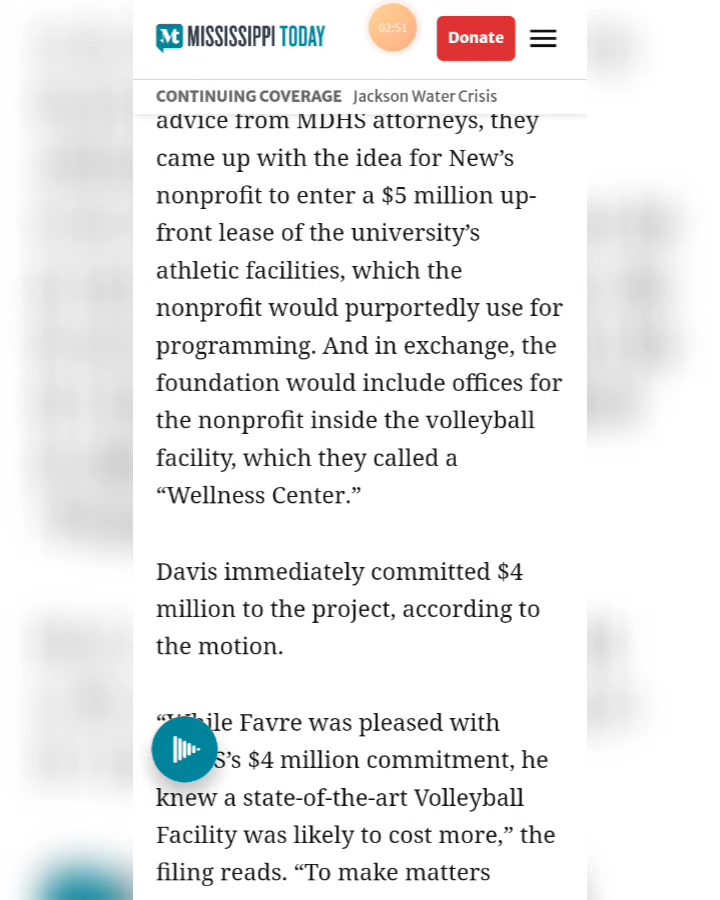 MISSISSIPPI TODAY
02:51
Donate
CONTINUING COVERAGE Jackson Water Crisis
advice from MDHS attorneys, they
came up with the idea for New’s
nonprofit to enter a $5 million up-
front lease of the university’s
athletic facilities, which the
nonprofit would purportedly use for
programming. And in exchange, the
foundation would include offices for
the nonprofit inside the volleyball
facility, which they called a
“Wellness Center.”
Davis immediately committed $4
million to the project, according to
the motion.
“While Favre was pleased with
S’s $4 million commitment, he
knew a state-of-the-art Volleyball
Facility was likely to cost more,” the
filing reads. “To make matters